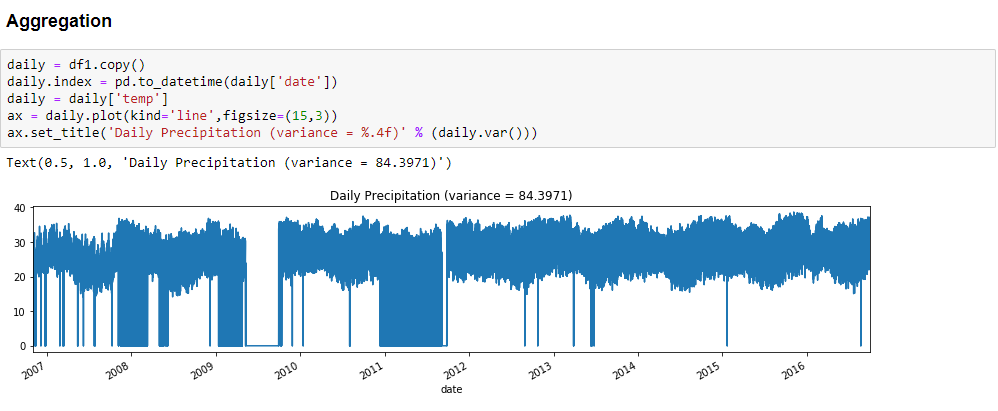 Aggregation
daily = df1.copy()
daily.index = pd.to_datetime(daily['date'])
daily = daily['temp']
ax = daily.plot(kind='line',figsize=(15,3))
ax.set_title('Daily Precipitation (variance = %.4f)' % (daily.var()))
Text(0.5, 1.0, 'Daily Precipitation (variance = 84.3971)')
Daily Precipitation (variance = 84.3971)
40
30
20
10
0
2007 2008 2009 2010 2011 2012 2013 2014 2015 2016
date